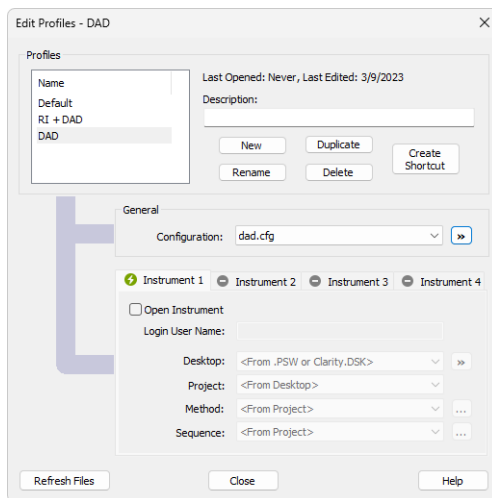 Edit Profiles - DAD
Profiles
Name
Default
RI + DAD
DAD
Last Opened: Never, Last Edited: 3/9/2023
Description:
New
Duplicate
Create Shortcut
Rename
Delete
General
Configuration:
dad.cfg
»
Instrument 1
Instrument 2
Instrument 3
Instrument 4
Open Instrument
Login User Name:
Desktop:
<From .PSW or Clarity.DSK>
»
Project:
<From Desktop>
Method:
<From Project>
...
Sequence:
<From Project>
...
Refresh Files
Close
Help